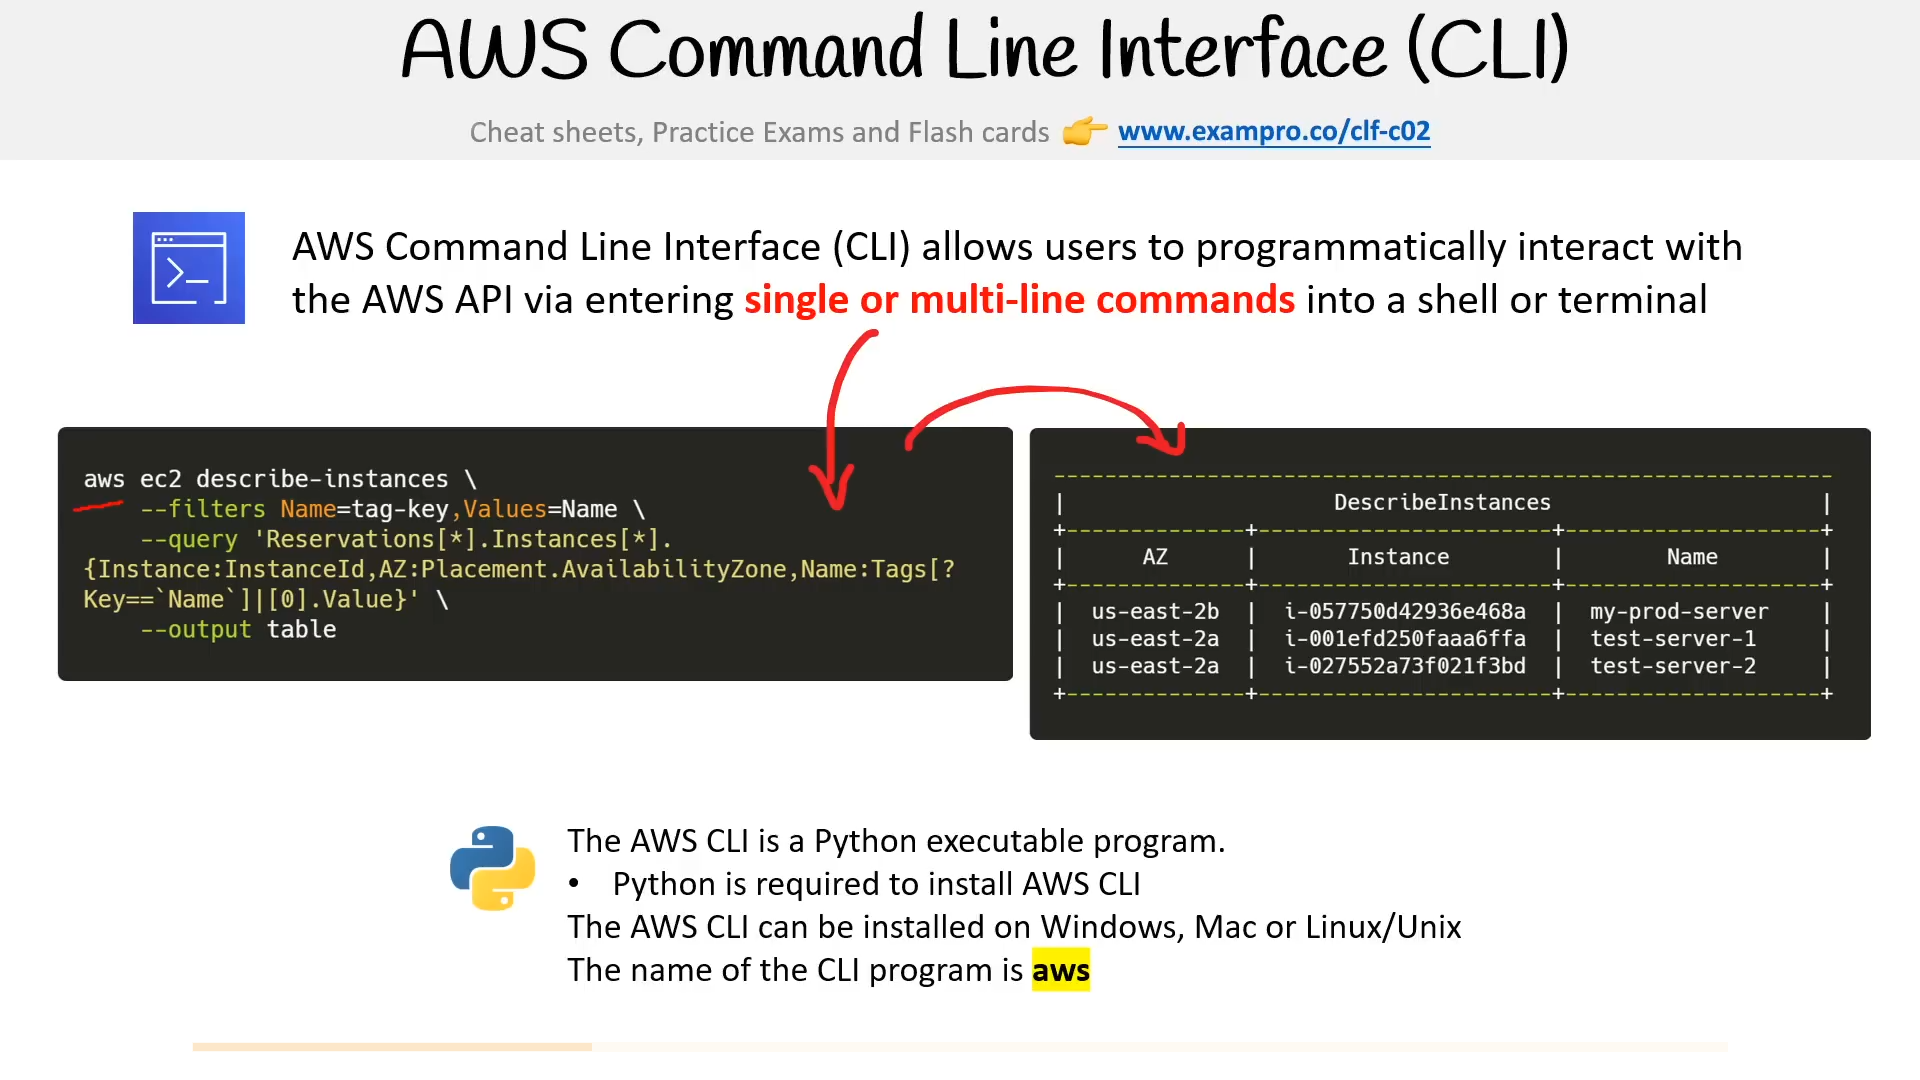 AWS Command Line Interface (CLI)
Cheat sheets, Practice Exams and Flash cards 👉 www.exampro.co/clf-c02
AWS Command Line Interface (CLI) allows users to programmatically interact with
the AWS API via entering single or multi-line commands into a shell or terminal
aws ec2 describe-instances \
    --filters Name=tag-key,Values=Name \
    --query 'Reservations[*].Instances[*].
{Instance:InstanceId,AZ:Placement.AvailabilityZone,Name:Tags[?
Key==`Name`]|[0].Value}' \
    --output table
-------------------------------------------------------------
|                     DescribeInstances                     |
+--------------+-----------------------+--------------------+
|      AZ      |       Instance        |        Name        |
+--------------+-----------------------+--------------------+
|  us-east-2b  |  i-057750d42936e468a  |  my-prod-server    |
|  us-east-2a  |  i-001efd250faaa6ffa  |  test-server-1     |
|  us-east-2a  |  i-027552a73f021f3bd  |  test-server-2     |
+--------------+-----------------------+--------------------+
The AWS CLI is a Python executable program.
• Python is required to install AWS CLI
The AWS CLI can be installed on Windows, Mac or Linux/Unix
The name of the CLI program is aws